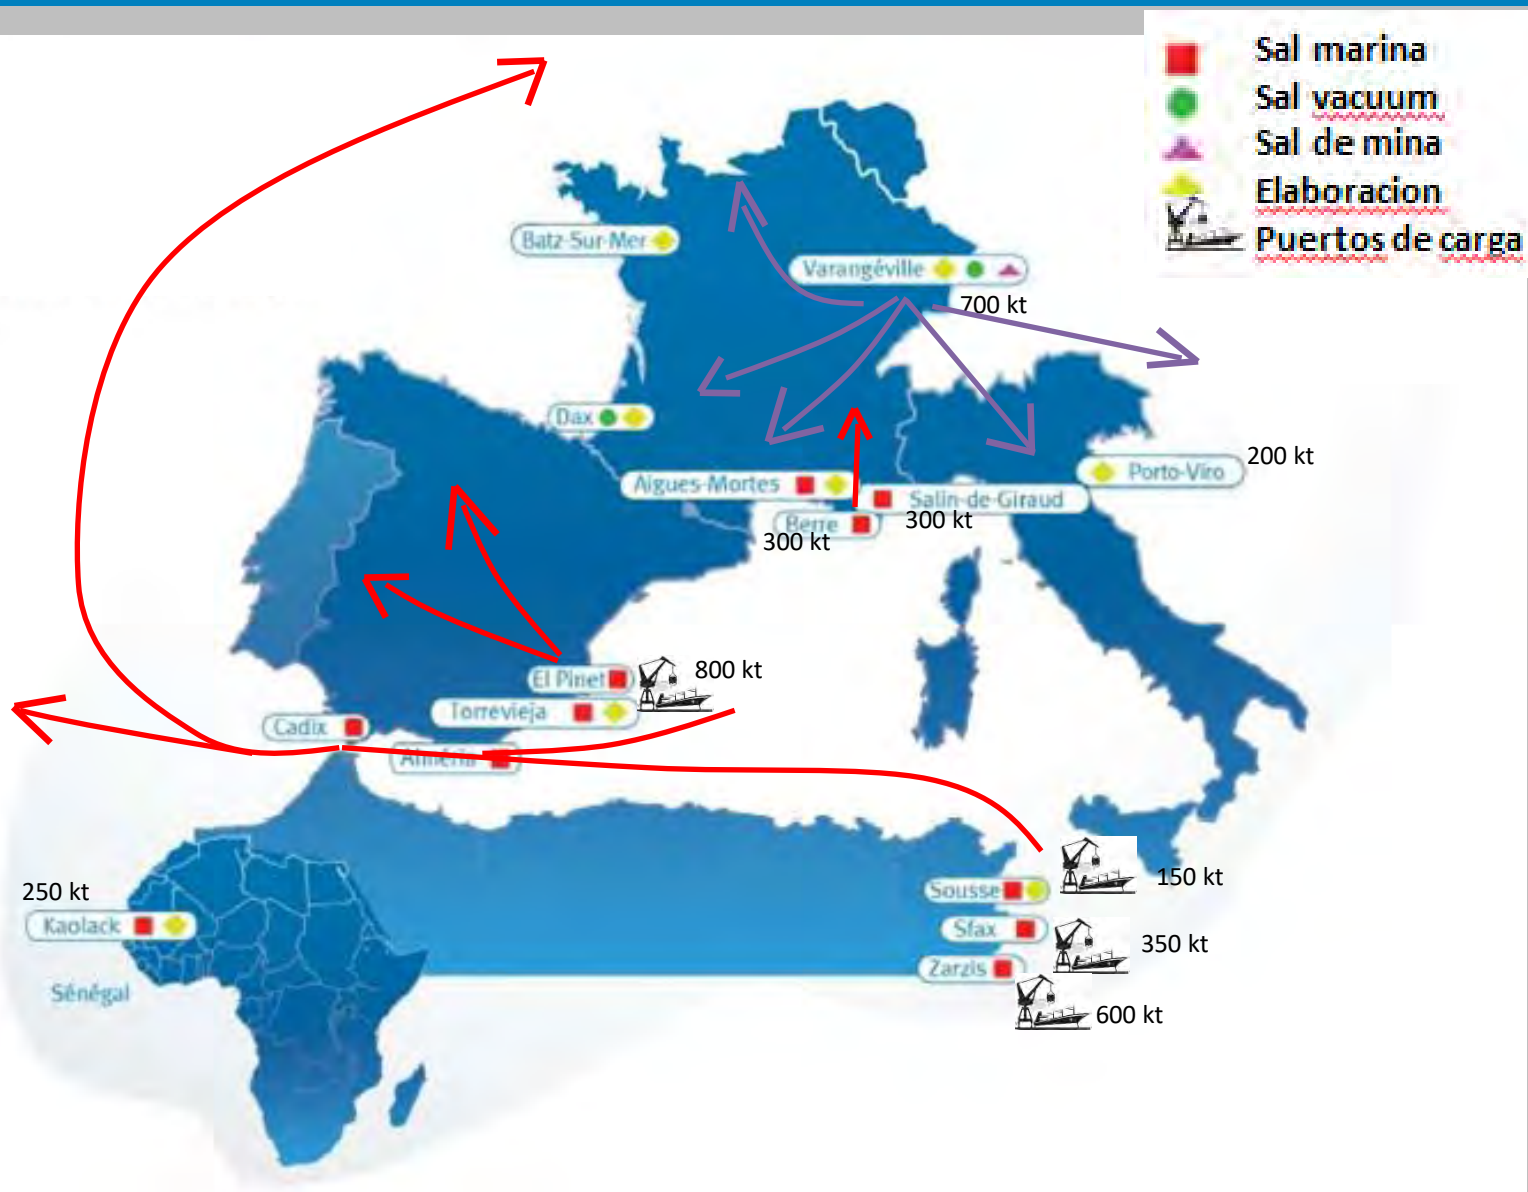 Sal marina
Sal vacuum
Sal de mina
Elaboracion
Puertos de carga
Batz-Sur-Mer
Varangéville
700 kt
Dax
Aigues-Mortes
Porto-Viro
200 kt
Salin-de-Giraud
300 kt
Berre
300 kt
El Pinet
800 kt
Torrevieja
Cadix
Alméria
150 kt
Sousse
250 kt
Kaolack
Sfax
350 kt
Zarzis
Sénégal
600 kt